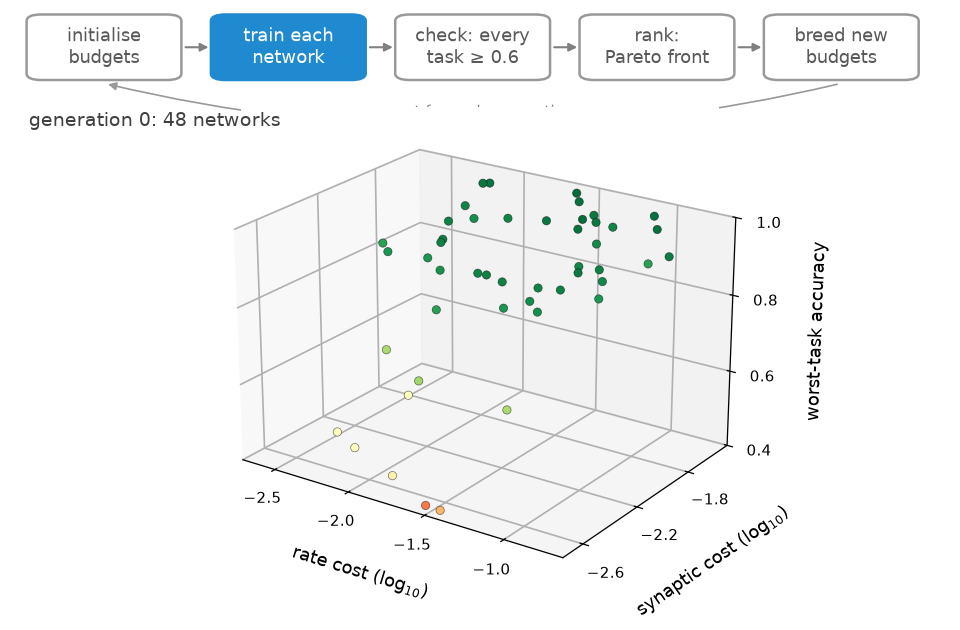 initialise
budgets
train each
network
check: every
task ≥ 0.6
rank:
Pareto front
breed new
budgets
generation 0: 48 networks
1.0
0.8
0.6
0.4
worst-task accuracy
−2.5
−2.0
−1.5
−1.0
rate cost (log₁₀)
−1.8
−2.2
−2.6
synaptic cost (log₁₀)